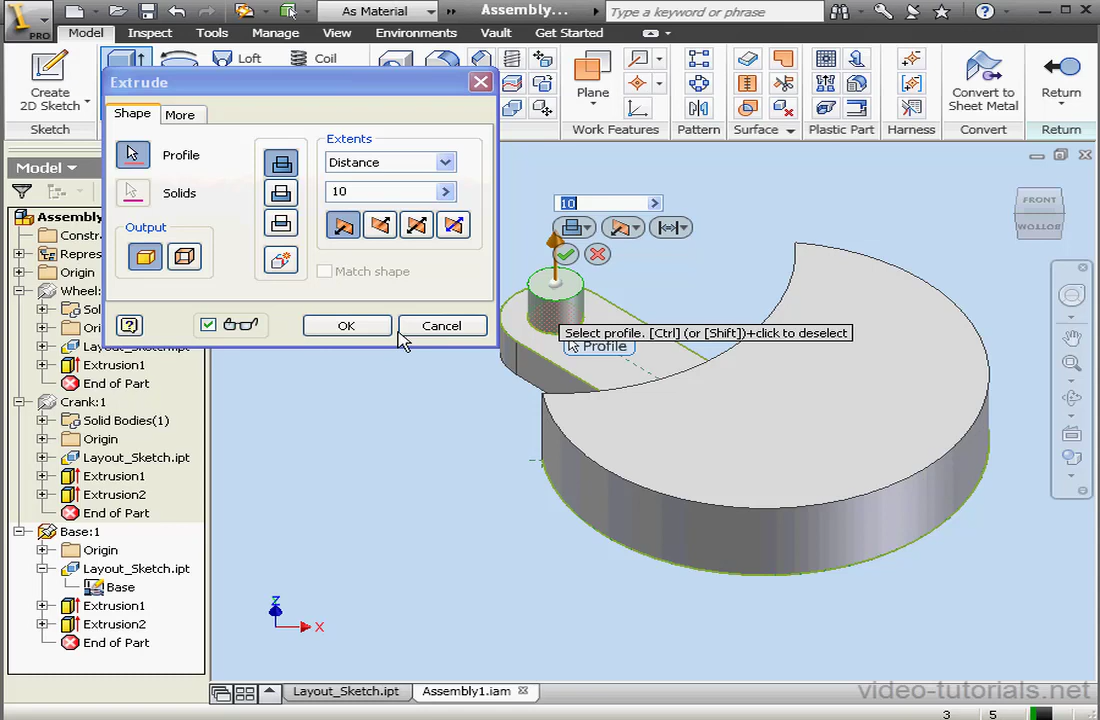 As Material
Assembly...
Type a keyword or phrase
PRO
Model
Inspect
Tools
Manage
View
Environments
Vault
Get Started
Create
2D Sketch
Loft
Coil
Plane
Convert to
Sheet Metal
Return
Sketch
Work Features
Pattern
Surface
Plastic Part
Harness
Convert
Return
Extrude
Shape
More
Profile
Solids
Output
Extents
Distance
10
Match shape
OK
Cancel
Model
Assembly
Constr
Repres
Origin
Wheel:
Sol
Ori
Layout_Sketch.ipt
Extrusion1
End of Part
Crank:1
Solid Bodies(1)
Origin
Layout_Sketch.ipt
Extrusion1
Extrusion2
End of Part
Base:1
Origin
Layout_Sketch.ipt
Base
Extrusion1
Extrusion2
End of Part
10
Select profile. [Ctrl] (or [Shift])+click to deselect
Profile
FRONT
BOTTOM
Z
X
Layout_Sketch.ipt
Assembly1.iam
video-tutorials.net
3
5